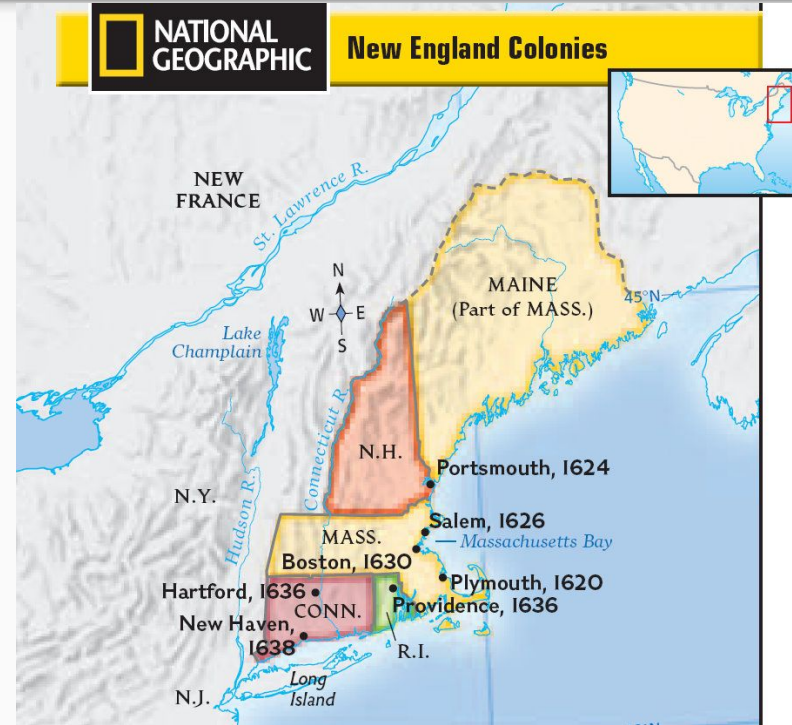 NATIONAL
GEOGRAPHIC
New England Colonies
NEW
FRANCE
St. Lawrence R.
N
W
E
S
MAINE
(Part of MASS.)
45°N
Lake
Champlain
Connecticut R.
N.H.
Portsmouth, 1624
N.Y.
Hudson R.
Salem, 1626
MASS.
Massachusetts Bay
Boston, 1630
Plymouth, 1620
Hartford, 1636
CONN.
Providence, 1636
New Haven,
1638
R.I.
Long
Island
N.J.